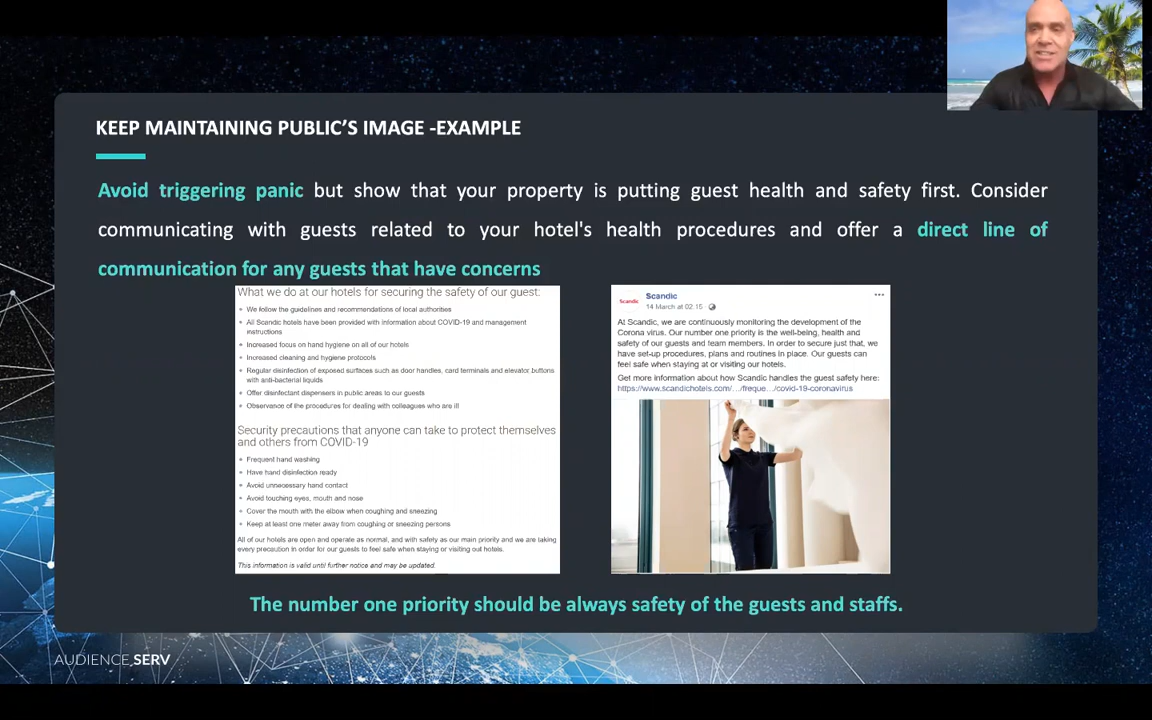 KEEP MAINTAINING PUBLIC'S IMAGE -EXAMPLE
Avoid triggering panic but show that your property is putting guest health and safety first. Consider
communicating with guests related to your hotel's health procedures and offer a direct line of
communication for any guests that have concerns
What we do at our hotels for securing the safety of our guest:
We follow the guidelines and recommendations of local authorities
All Scandic hotels have been provided with information about COVID-19 and management
instructions
Increased focus on hand hygiene on all of our hotels
Increased cleaning and hygiene protocols
Regular disinfection of exposed surfaces such as door handles, card terminals and elevator buttons
with anti-bacterial liquids
Offer disinfectant dispensers in public areas to our guests
Observance of the procedures for dealing with colleagues who are ill
Security precautions that anyone can take to protect themselves
and others from COVID-19
Frequent hand washing
Have hand disinfection ready
Avoid unnecessary hand contact
Avoid touching eyes, mouth and nose
Cover the mouth with the elbow when coughing and sneezing
Keep at least one meter away from coughing or sneezing persons
All of our hotels are open and operate as normal, and with safety as our main priority and we are taking
every precaution in order for our guests to feel safe when staying or visiting out hotels.
This information is valid until further notice and may be updated.
Scandic
Scandic
14 March at 02:15
At Scandic, we are continuously monitoring the development of the
Corona virus. Our number one priority is the well-being, health and
safety of our guests and team members. In order to secure just that, we
have set-up procedures, plans and routines in place. Our guests can
feel safe when staying at or visiting our hotels.
Get more information about how Scandic handles the guest safety here:
https://www.scandichotels.com/.../freque.../covid-19-coronavirus
The number one priority should be always safety of the guests and staffs.
AUDIENCE SERV